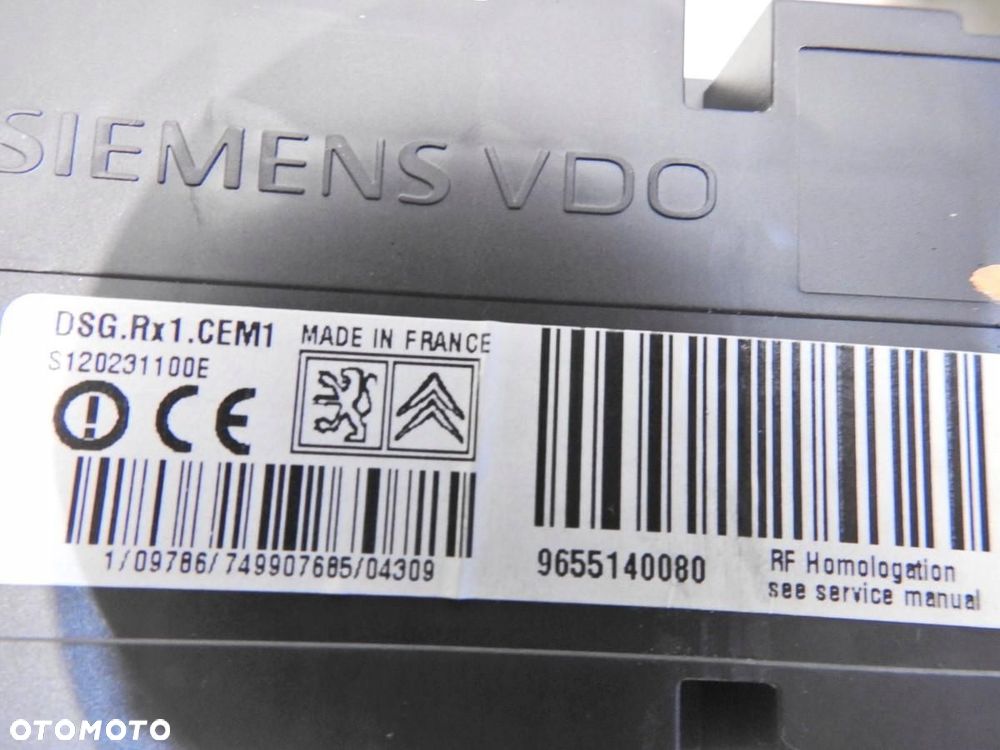 SIEMENS VDO
DSG.Rx1.CEM1
S120231100E
MADE IN FRANCE
CE
1/09786/749907685/04309
9655140080
RF Homologation
see service manual
OTOMOTO